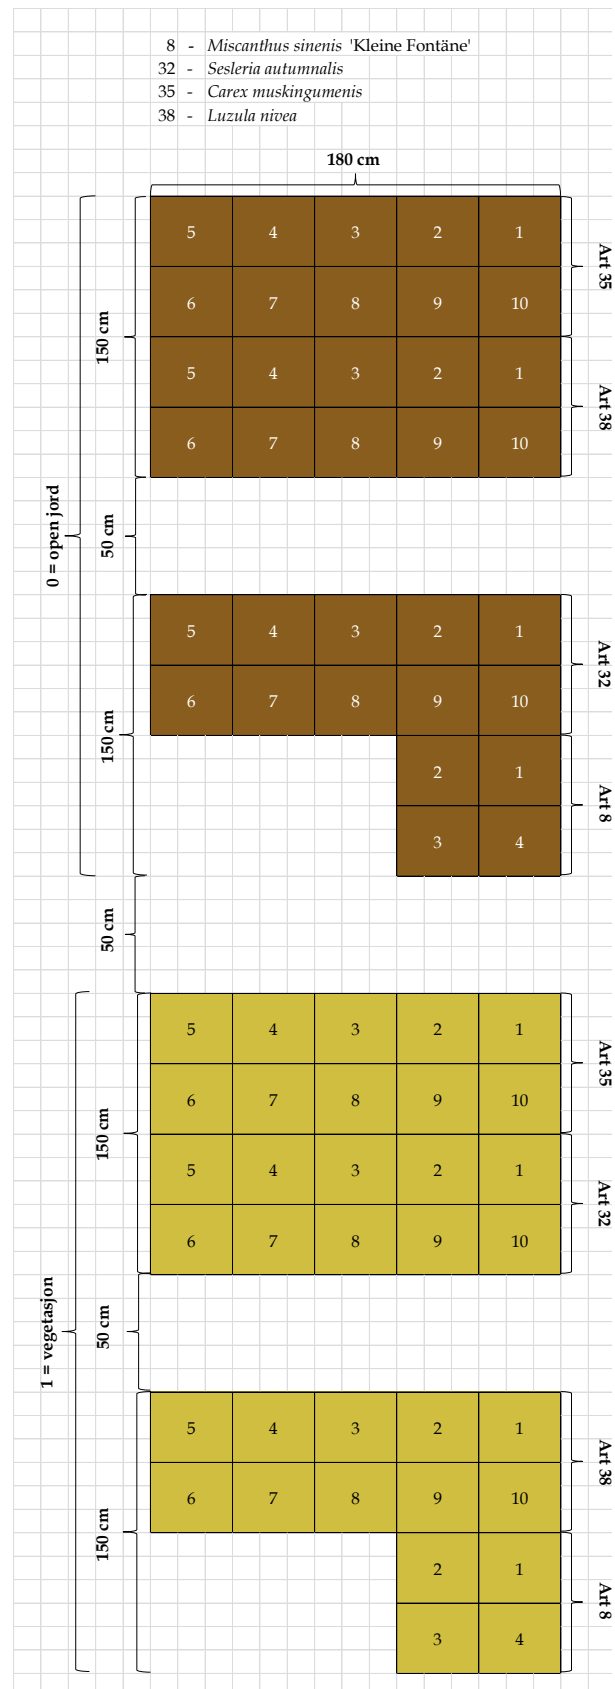 8 - Miscanthus sinenis 'Kleine Fontäne'
32 - Sesleria autumnalis
35 - Carex muskingumenis
38 - Luzula nivea
180 cm
0 = open jord
150 cm
5 4 3 2 1
6 7 8 9 10
Art 35
5 4 3 2 1
6 7 8 9 10
Art 38
50 cm
150 cm
5 4 3 2 1
6 7 8 9 10
Art 32
2 1
3 4
Art 8
50 cm
1 = vegetasjon
150 cm
5 4 3 2 1
6 7 8 9 10
Art 35
5 4 3 2 1
6 7 8 9 10
Art 32
50 cm
150 cm
5 4 3 2 1
6 7 8 9 10
Art 38
2 1
3 4
Art 8